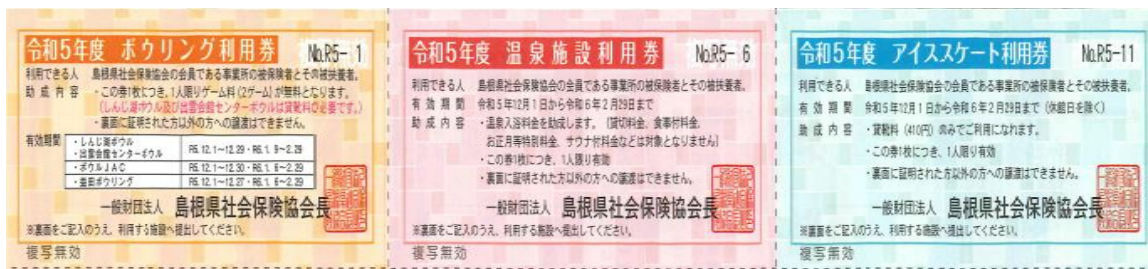 令和5年度 ボウリング利用券 No.R5- 1
利用できる人 島根県社会保険協会の会員である事業所の被保険者とその被扶養者。
助成内容 ・この券1枚につき、1人限りゲーム料(2ゲーム)が無料となります。
(しんじ湖ボウル及び出雲会館センターボウルは貸靴料が必要です。)
・裏面に証明された方以外の方への譲渡はできません。
有効期間
・しんじ湖ボウル
・出雲会館センターボウル R5.12.1~12.29・R6.1. 9~2.29
・ボウルJAC R5.12.1~12.30・R6.1. 6~2.29
・益田ボウリング R5.12.1~12.27・R6.1. 6~2.29
一般財団法人 島根県社会保険協会長
※裏面をご記入のうえ、利用する施設へ提出してください。
複写無効
令和5年度 温泉施設利用券 No.R5- 6
利用できる人 島根県社会保険協会の会員である事業所の被保険者とその被扶養者。
有効期間 令和5年12月1日から令和6年2月29日まで
助成内容 ・温泉入浴料金を助成します。(貸切料金、食事付料金、
お正月等特別料金、サウナ付料金などは対象となりません)
・この券1枚につき、1人限り有効
・裏面に証明された方以外の方への譲渡はできません。
一般財団法人 島根県社会保険協会長
※裏面をご記入のうえ、利用する施設へ提出してください。
複写無効
令和5年度 アイススケート利用券 No.R5-11
利用できる人 島根県社会保険協会の会員である事業所の被保険者とその被扶養者。
有効期間 令和5年12月1日から令和6年2月29日まで (休館日を除く)
助成内容 ・貸靴料(410円)のみでご利用になれます。
・この券1枚につき、1人限り有効
・裏面に証明された方以外の方への譲渡はできません。
一般財団法人 島根県社会保険協会長
※裏面をご記入のうえ、利用する施設へ提出してください。
複写無効